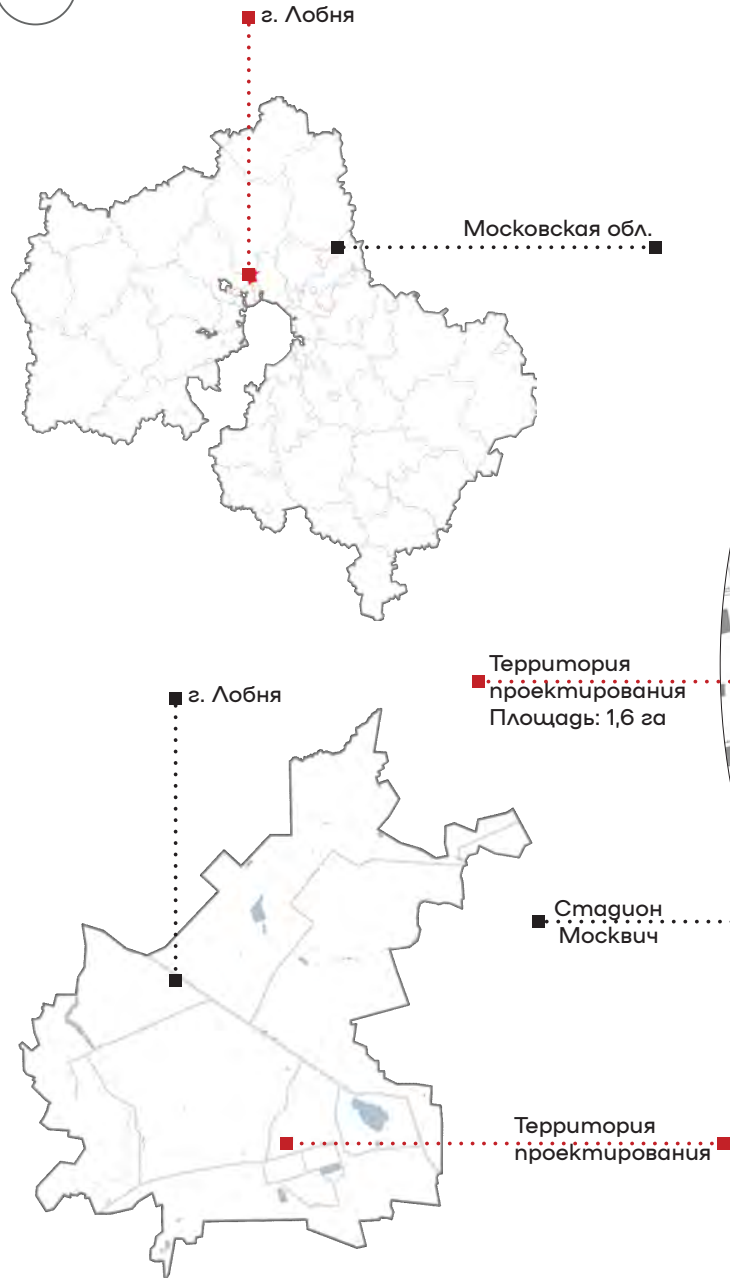 г. Лобня
Московская обл.
Территория
проектирования
Площадь: 1,6 га
г. Лобня
Стадион
Москвич
Территория
проектирования